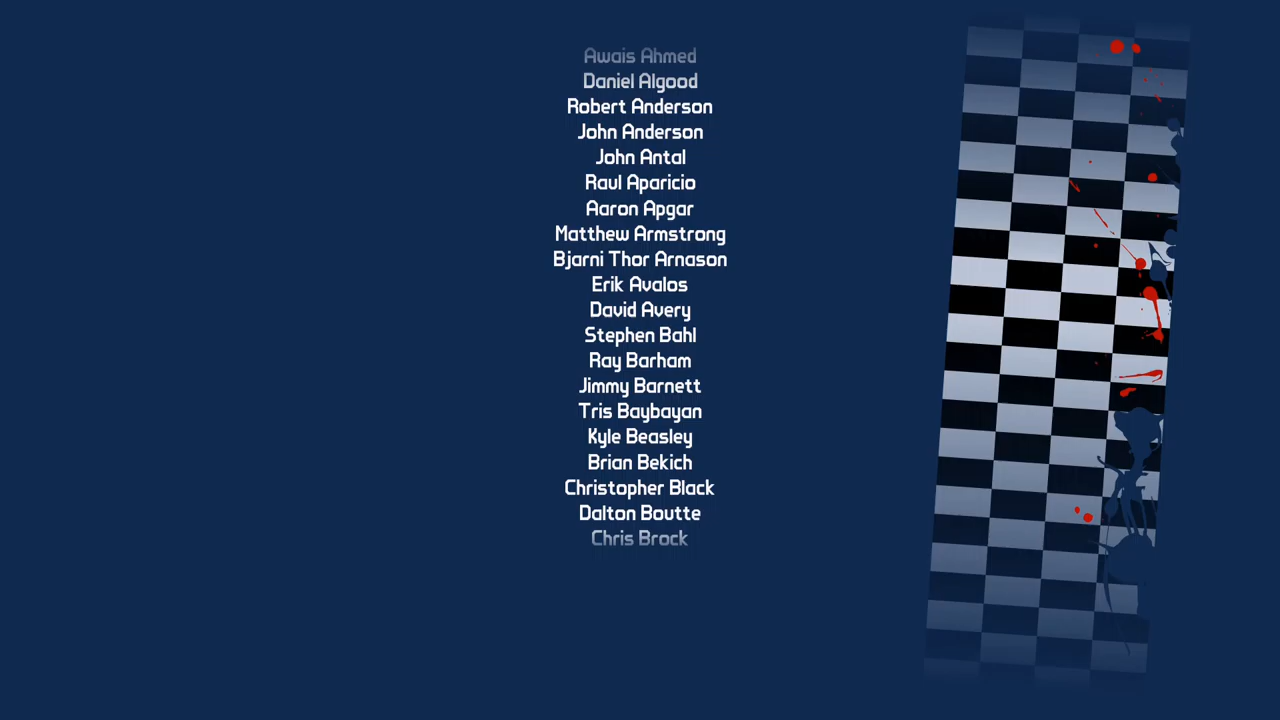 Awais Ahmed
Daniel Algood
Robert Anderson
John Anderson
John Antal
Raul Aparicio
Aaron Apgar
Matthew Armstrong
Bjarni Thor Arnason
Erik Avalos
David Avery
Stephen Bahl
Ray Barham
Jimmy Barnett
Tris Baybayan
Kyle Beasley
Brian Bekich
Christopher Black
Dalton Boutte
Chris Brock